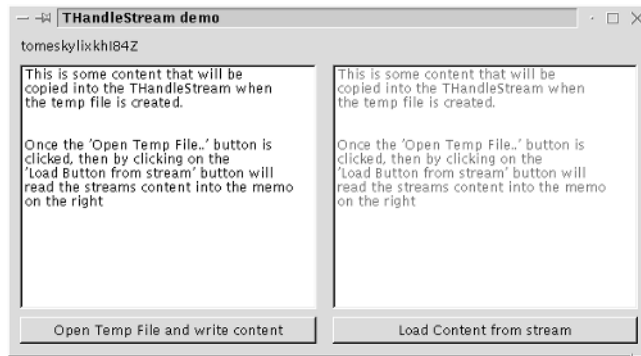 THandleStream demo
tomeskylixkhI84Z
This is some content that will be
copied into the THandleStream when
the temp file is created.
Once the 'Open Temp File..' button is
clicked, then by clicking on the
'Load Button from stream' button will
read the streams content into the memo
on the right
This is some content that will be
copied into the THandleStream when
the temp file is created.
Once the 'Open Temp File..' button is
clicked, then by clicking on the
'Load Button from stream' button will
read the streams content into the memo
on the right
Open Temp File and write content
Load Content from stream